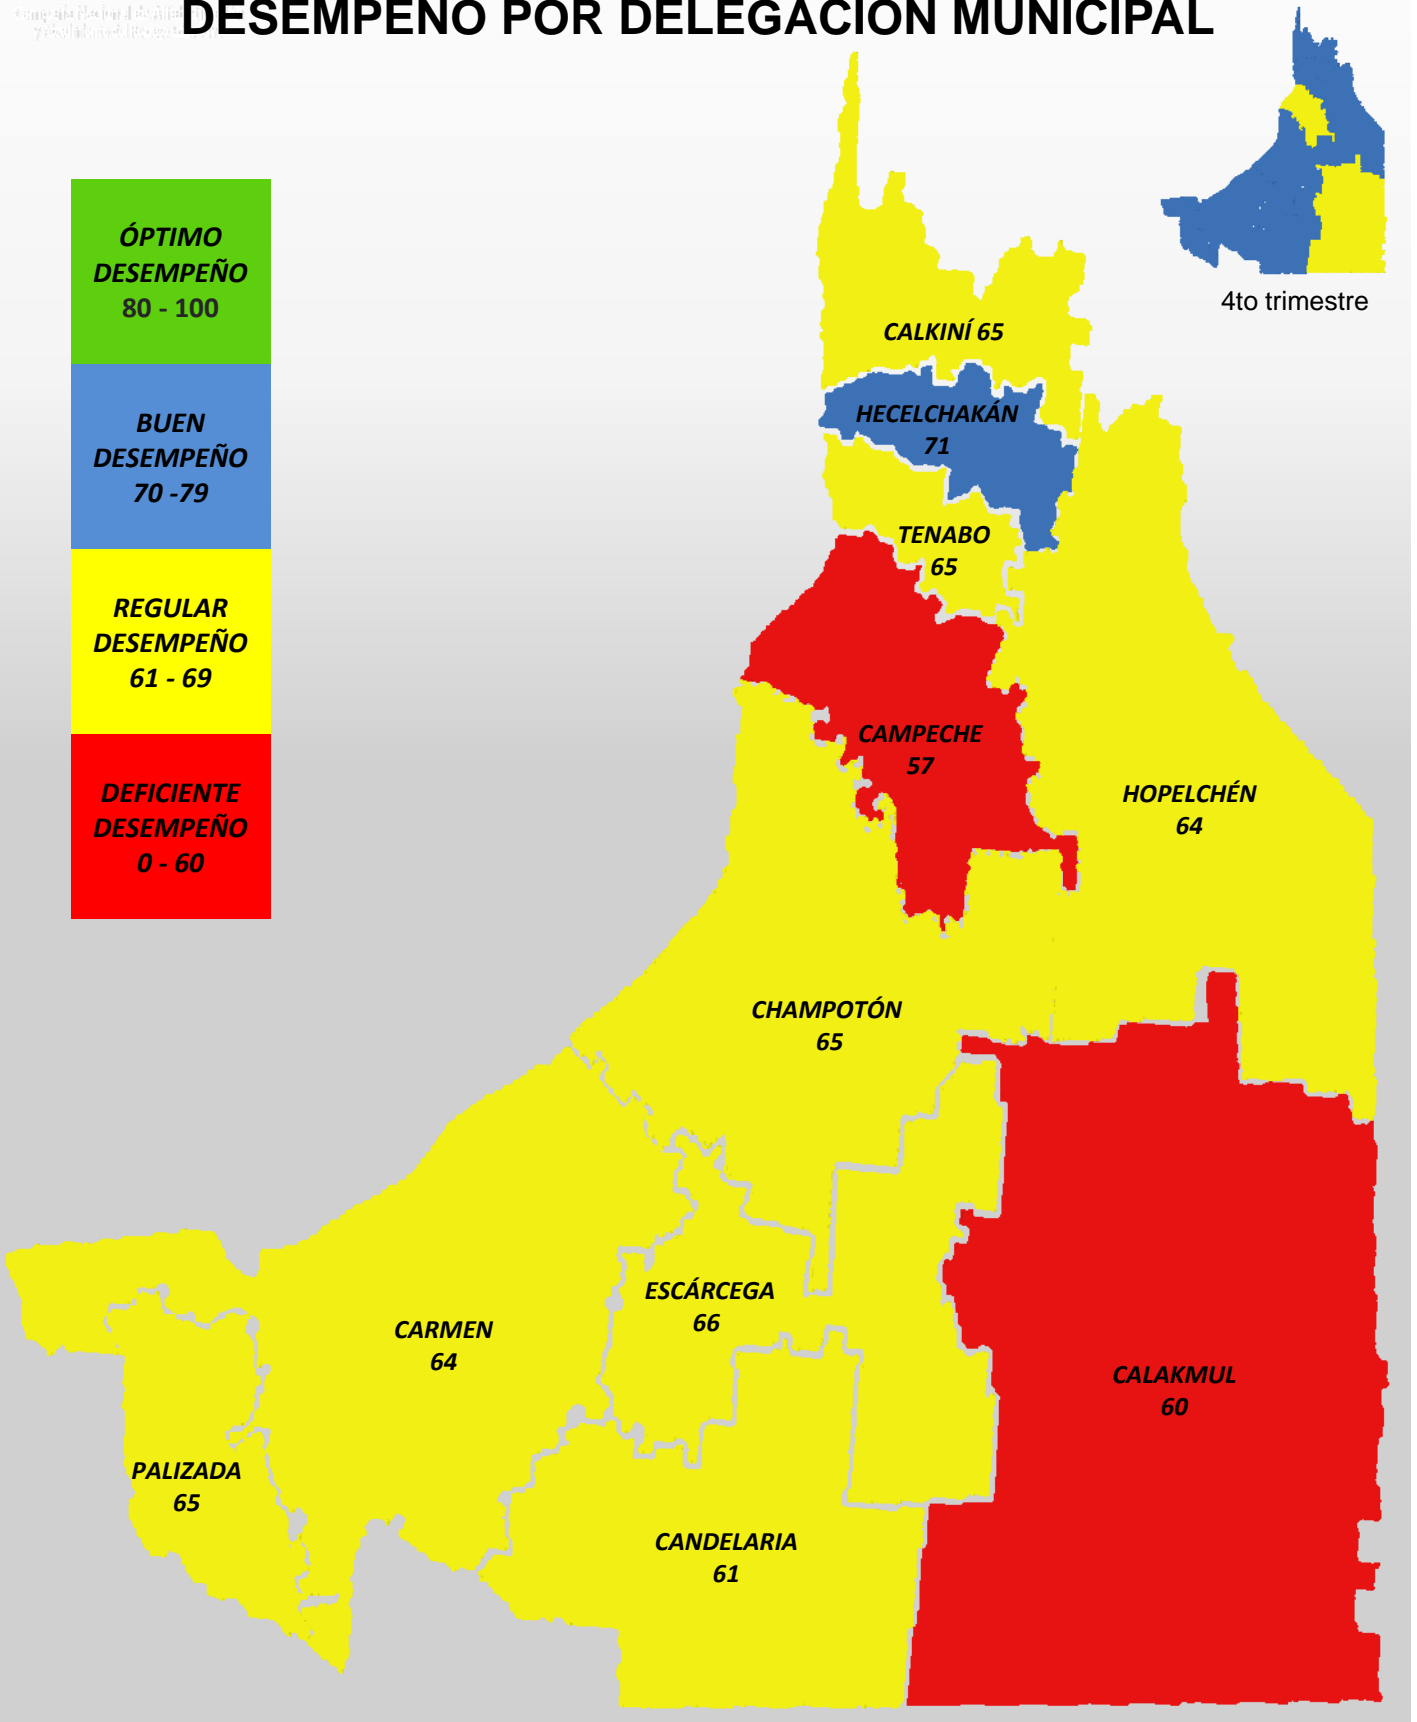 DESEMPEÑO POR DELEGACIÓN MUNICIPAL
4to trimestre
ÓPTIMO
DESEMPEÑO
80 - 100
BUEN
DESEMPEÑO
70 -79
REGULAR
DESEMPEÑO
61 - 69
DEFICIENTE
DESEMPEÑO
0 - 60
CALKINÍ 65
HECELCHAKÁN
71
TENABO
65
CAMPECHE
57
HOPELCHÉN
64
CHAMPOTÓN
65
ESCÁRCEGA
66
CARMEN
64
CALAKMUL
60
PALIZADA
65
CANDELARIA
61